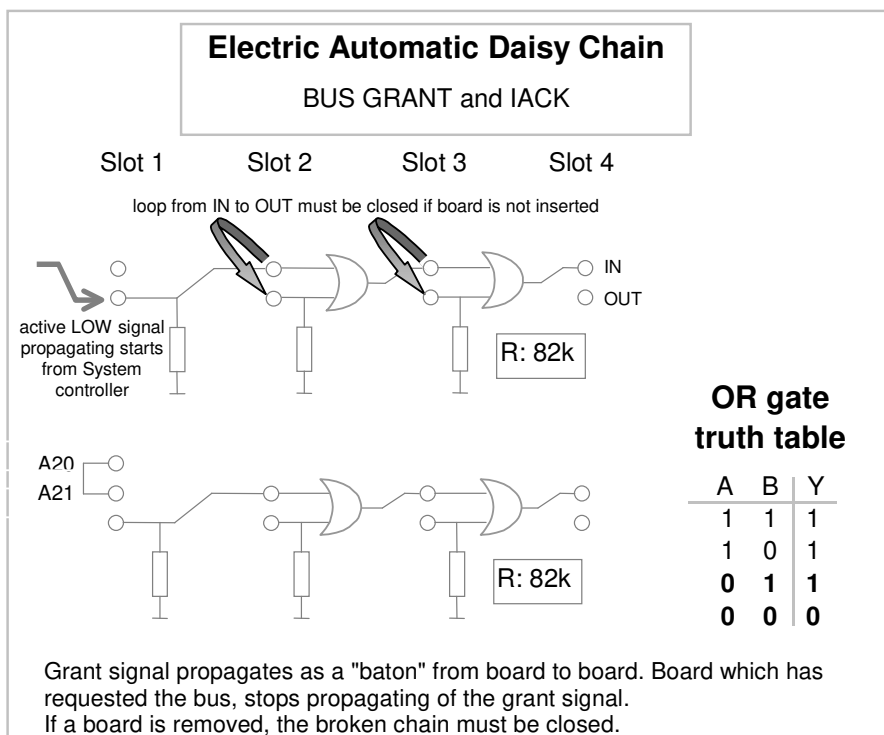 Electric Automatic Daisy Chain
BUS GRANT and IACK
Slot 1 Slot 2 Slot 3 Slot 4
loop from IN to OUT must be closed if board is not inserted
IN
OUT
active LOW signal
propagating starts
from System
controller
R: 82k
OR gate
truth table
A B Y
1 1 1
1 0 1
0 1 1
0 0 0
A20
A21
R: 82k
Grant signal propagates as a "baton" from board to board. Board which has
requested the bus, stops propagating of the grant signal.
If a board is removed, the broken chain must be closed.